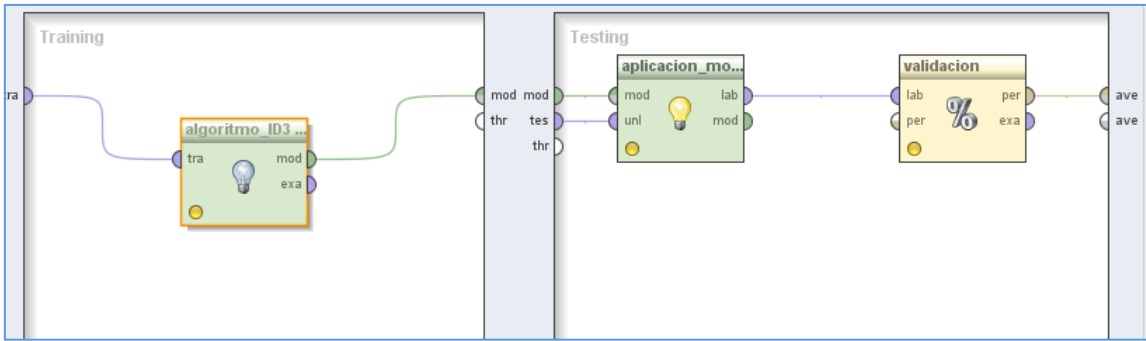 Training
tra
algoritmo_ID3 ...
tra
mod
exa
mod
thr
Testing
mod
tes
thr
aplicacion_mo...
mod
lab
unl
mod
validacion
lab
per
per
exa
ave
ave